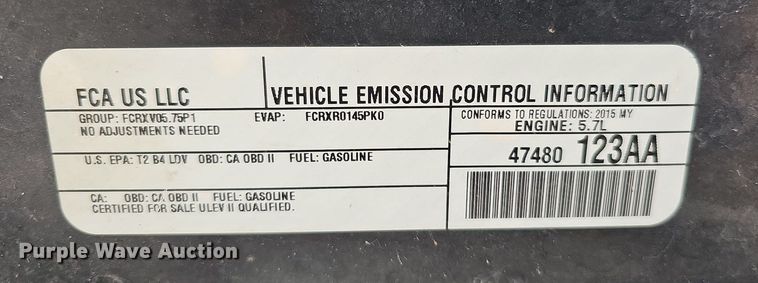 FCA US LLC
VEHICLE EMISSION CONTROL INFORMATION
GROUP: FCRXV05.75P1 EVAP: FCRXR0145PK0
NO ADJUSTMENTS NEEDED
CONFORMS TO REGULATIONS: 2015 MY
ENGINE: 5.7L
U.S. EPA: T2 B4 LDV OBD: CA OBD II FUEL: GASOLINE
47480 123AA
CA: OBD: CA OBD II FUEL: GASOLINE
CERTIFIED FOR SALE ULEV II QUALIFIED.
Purple Wave Auction